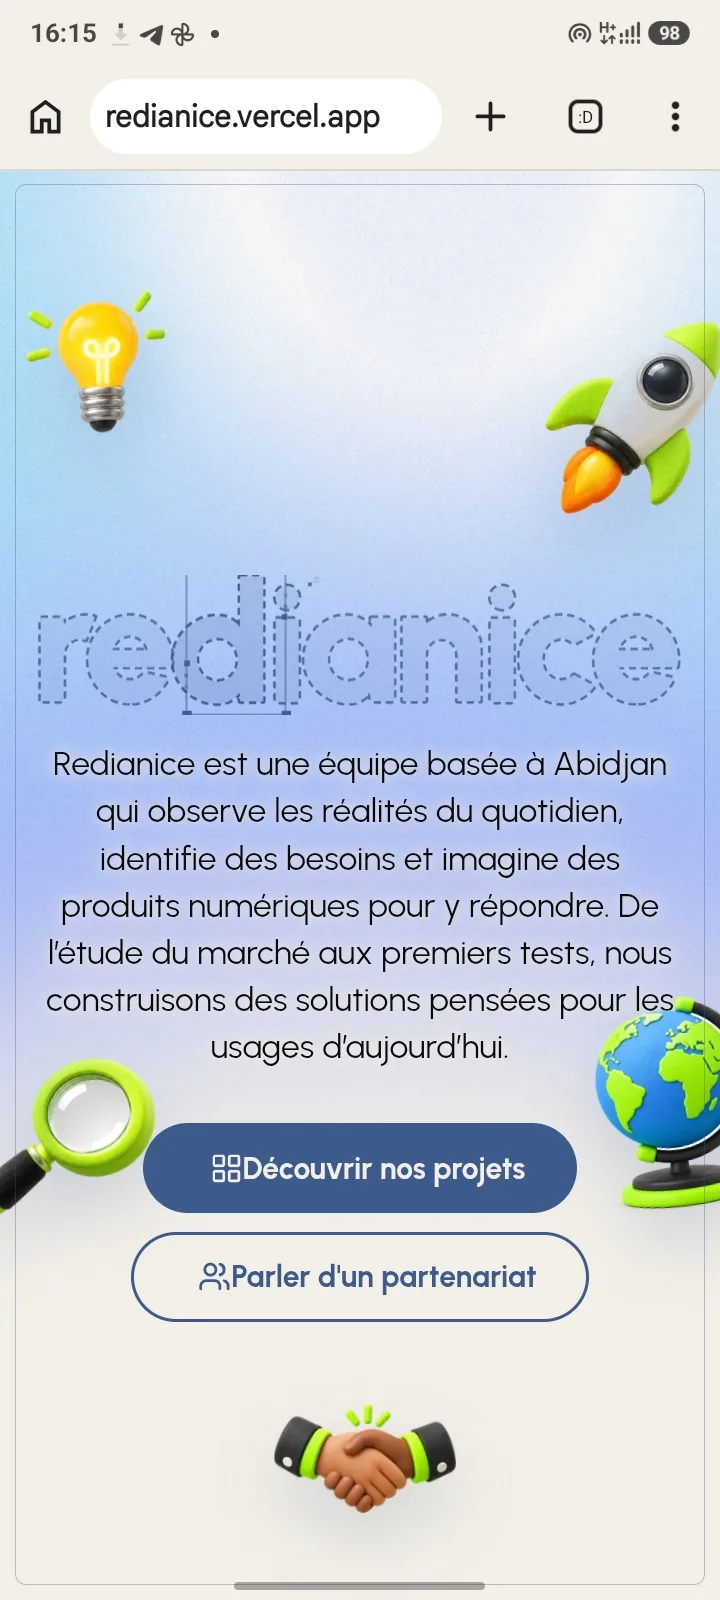 16:15
H+
98
redianice.vercel.app
:D
redianice
Redianice est une équipe basée à Abidjan
qui observe les réalités du quotidien,
identifie des besoins et imagine des
produits numériques pour y répondre. De
l’étude du marché aux premiers tests, nous
construisons des solutions pensées pour les
usages d’aujourd’hui.
Découvrir nos projets
Parler d'un partenariat